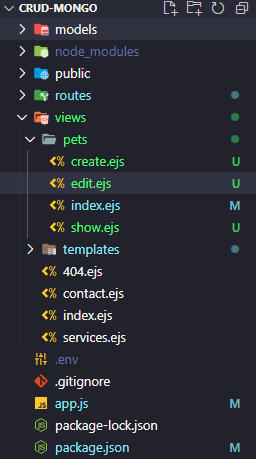 CRUD-MONGO
models
node_modules
public
routes
views
pets
<% create.ejs U
<% edit.ejs U
<% index.ejs M
<% show.ejs U
templates
<% 404.ejs
<% contact.ejs
<% index.ejs
<% services.ejs
.env
.gitignore
JS app.js M
package-lock.json
package.json M